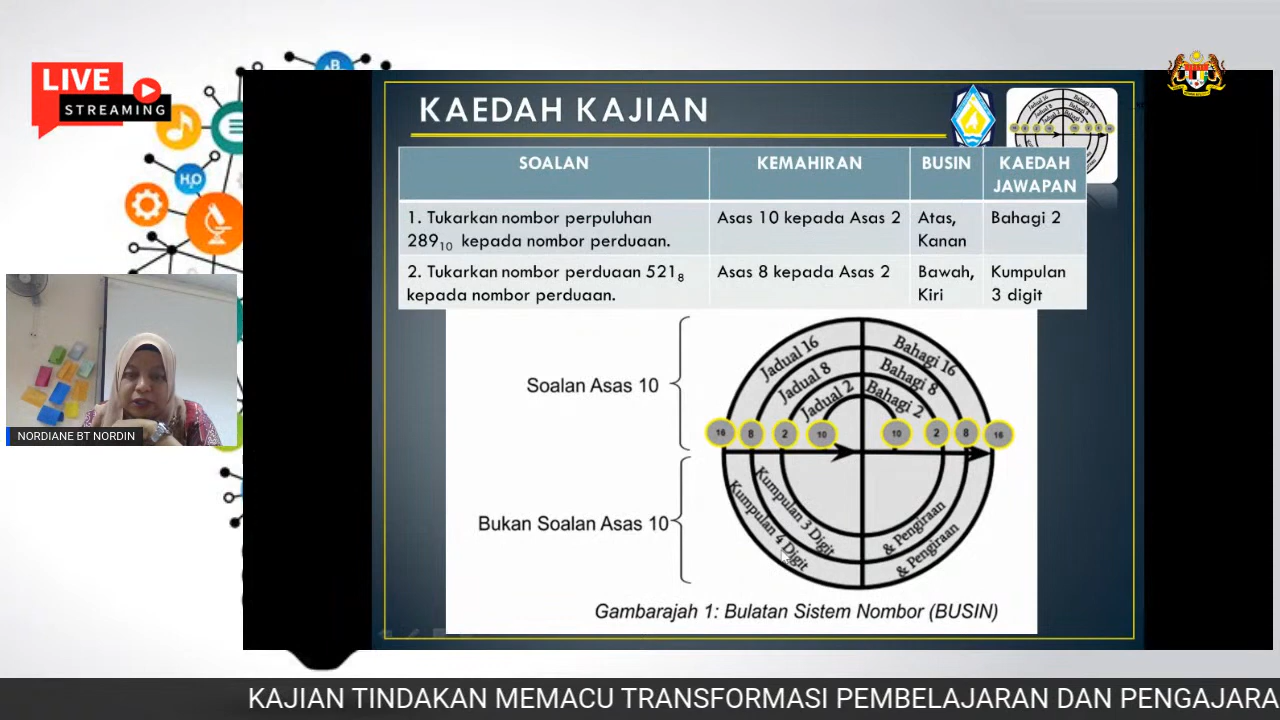 LIVE
STREAMING
B
H₂O
KAEDAH KAJIAN
SOALAN KEMAHIRAN BUSIN KAEDAH JAWAPAN
1. Tukarkan nombor perpuluhan
289₁₀ kepada nombor perduaan.
Asas 10 kepada Asas 2
Atas,
Kanan
Bahagi 2
2. Tukarkan nombor perduaan 521₈
kepada nombor perduaan.
Asas 8 kepada Asas 2
Bawah,
Kiri
Kumpulan
3 digit
Soalan Asas 10
Jadual 16
Bahagi 16
Jadual 8
Bahagi 8
Jadual 2
Bahagi 2
16 8 2 10 10 2 8 16
Bukan Soalan Asas 10
Kumpulan 3 Digit
Kumpulan 4 Digit
& Pengiraan
& Pengiraan
Gambarajah 1: Bulatan Sistem Nombor (BUSIN)
NORDIANE BT NORDIN
KAJIAN TINDAKAN MEMACU TRANSFORMASI PEMBELAJARAN DAN PENGAJARA